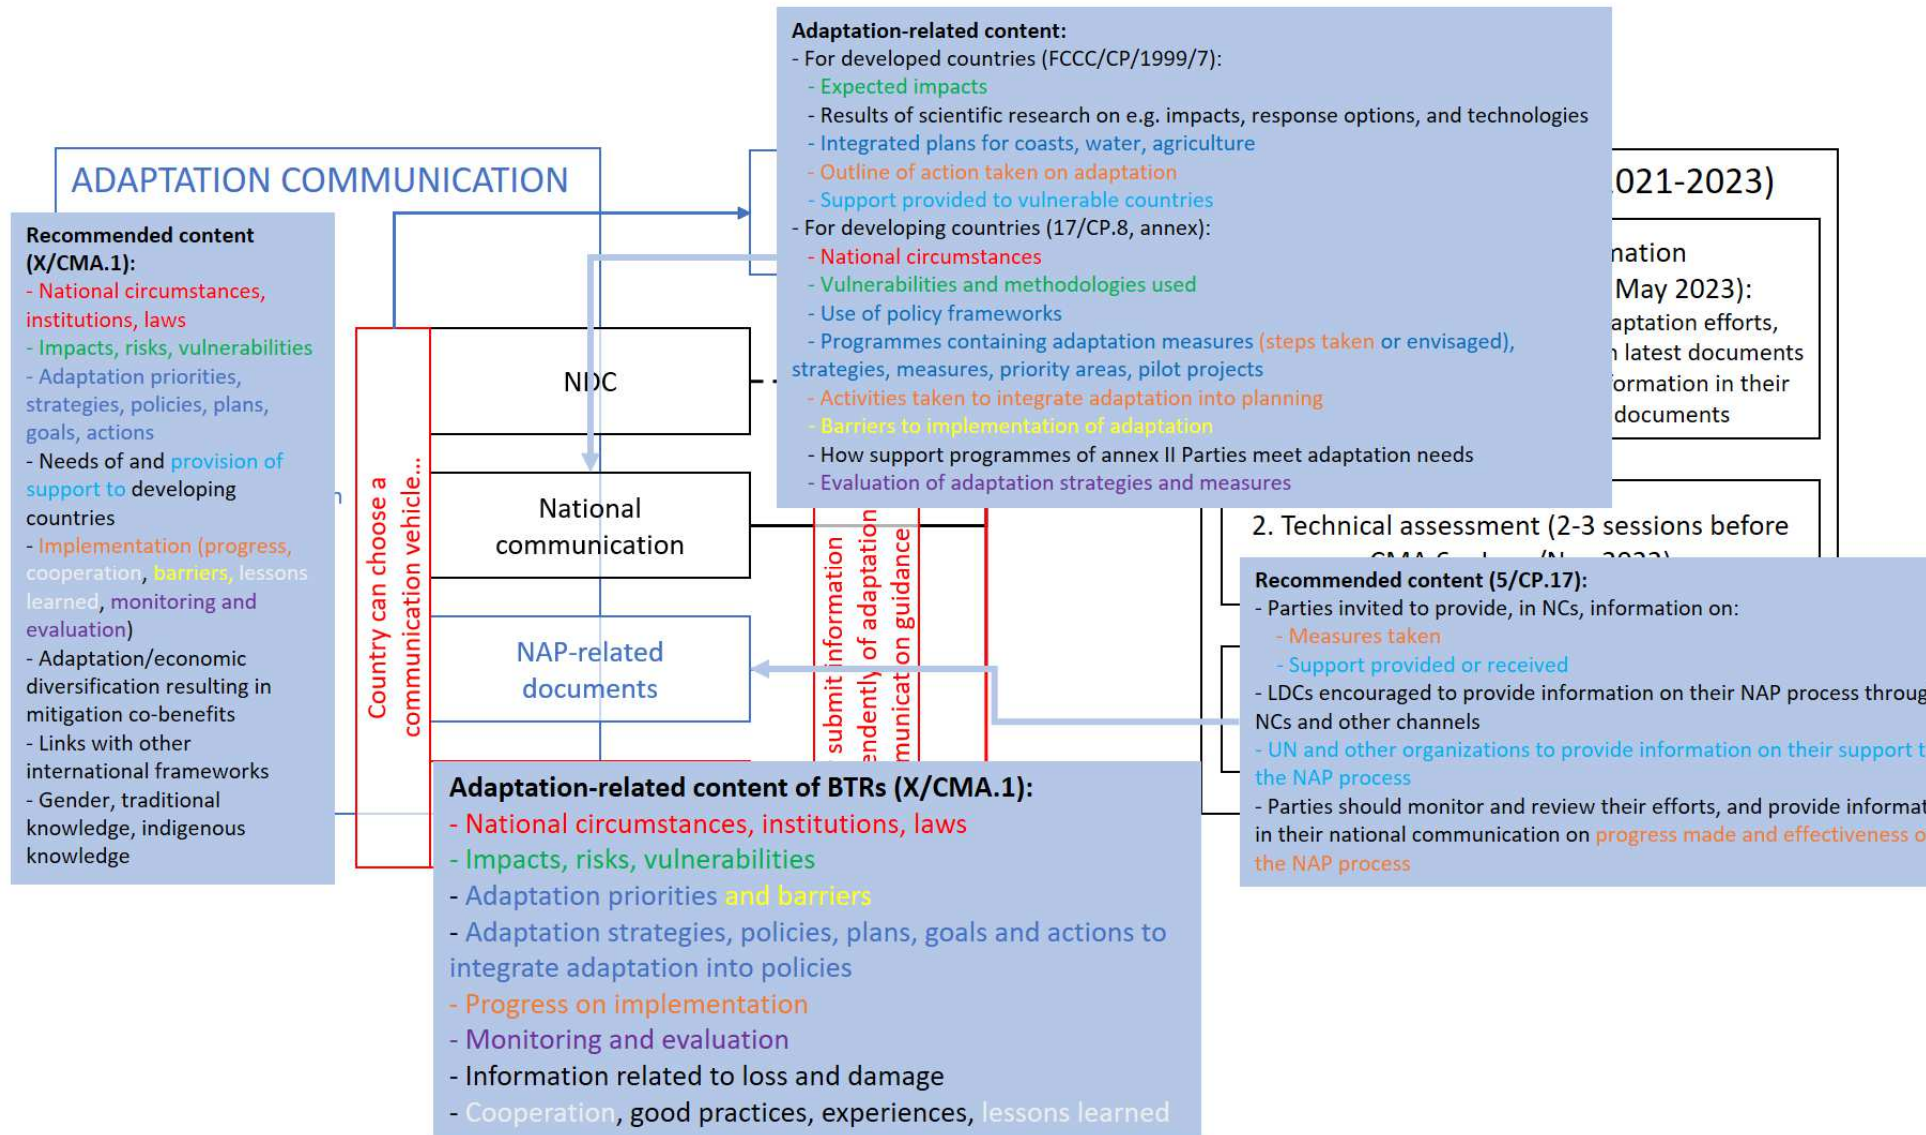 ADAPTATION COMMUNICATION
Recommended content
(X/CMA.1):
- National circumstances,
institutions, laws
- Impacts, risks, vulnerabilities
- Adaptation priorities,
strategies, policies, plans,
goals, actions
- Needs of and provision of
support to developing
countries
- Implementation (progress,
cooperation, barriers, lessons
learned, monitoring and
evaluation)
- Adaptation/economic
diversification resulting in
mitigation co-benefits
- Links with other
international frameworks
- Gender, traditional
knowledge, indigenous
knowledge
Country can choose a
communication vehicle...
NDC
National
communication
NAP-related
documents
Adaptation-related content:
- For developed countries (FCCC/CP/1999/7):
- Expected impacts
- Results of scientific research on e.g. impacts, response options, and technologies
- Integrated plans for coasts, water, agriculture
- Outline of action taken on adaptation
- Support provided to vulnerable countries
- For developing countries (17/CP.8, annex):
- National circumstances
- Vulnerabilities and methodologies used
- Use of policy frameworks
- Programmes containing adaptation measures (steps taken or envisaged),
strategies, measures, priority areas, pilot projects
- Activities taken to integrate adaptation into planning
- Barriers to implementation of adaptation
- How support programmes of annex II Parties meet adaptation needs
- Evaluation of adaptation strategies and measures
submit information
endently of adaptation
munication guidance
021-2023)
mation
May 2023):
aptation efforts,
latest documents
formation in their
documents
2. Technical assessment (2-3 sessions before
Recommended content (5/CP.17):
- Parties invited to provide, in NCs, information on:
- Measures taken
- Support provided or received
- LDCs encouraged to provide information on their NAP process throug
NCs and other channels
- UN and other organizations to provide information on their support t
the NAP process
- Parties should monitor and review their efforts, and provide informat
in their national communication on progress made and effectiveness o
the NAP process
Adaptation-related content of BTRs (X/CMA.1):
- National circumstances, institutions, laws
- Impacts, risks, vulnerabilities
- Adaptation priorities and barriers
- Adaptation strategies, policies, plans, goals and actions to
integrate adaptation into policies
- Progress on implementation
- Monitoring and evaluation
- Information related to loss and damage
- Cooperation, good practices, experiences, lessons learned